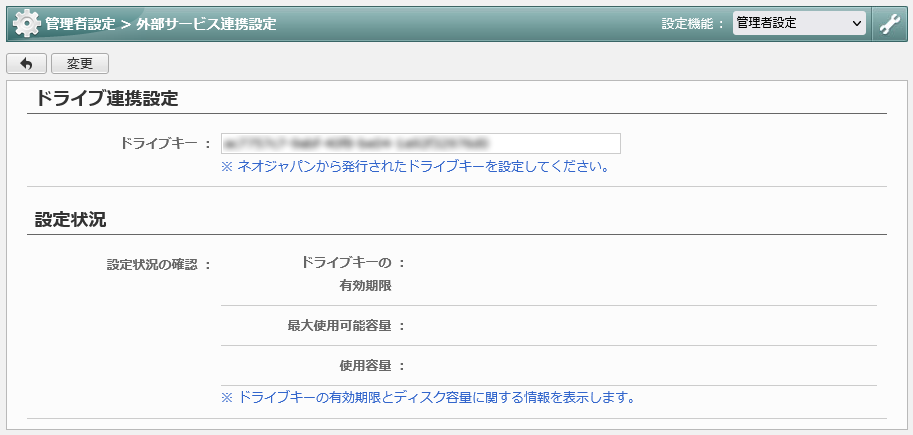 管理者設定 > 外部サービス連携設定
設定機能： 管理者設定
変更
ドライブ連携設定
ドライブキー：
※ ネオジャパンから発行されたドライブキーを設定してください。
設定状況
設定状況の確認：
ドライブキーの：
有効期限
最大使用可能容量：
使用容量：
※ ドライブキーの有効期限とディスク容量に関する情報を表示します。